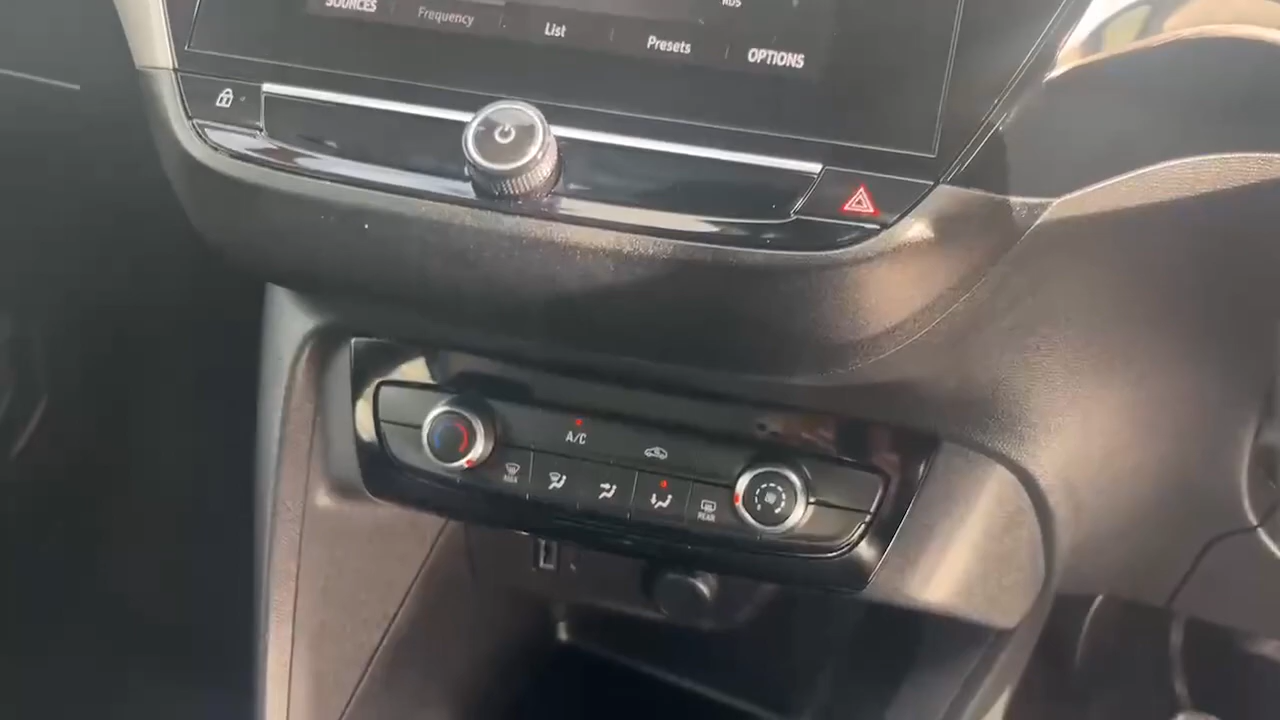 SOURCES
Frequency
List
Presets
RDS
OPTIONS
A/C
MAX
REAR